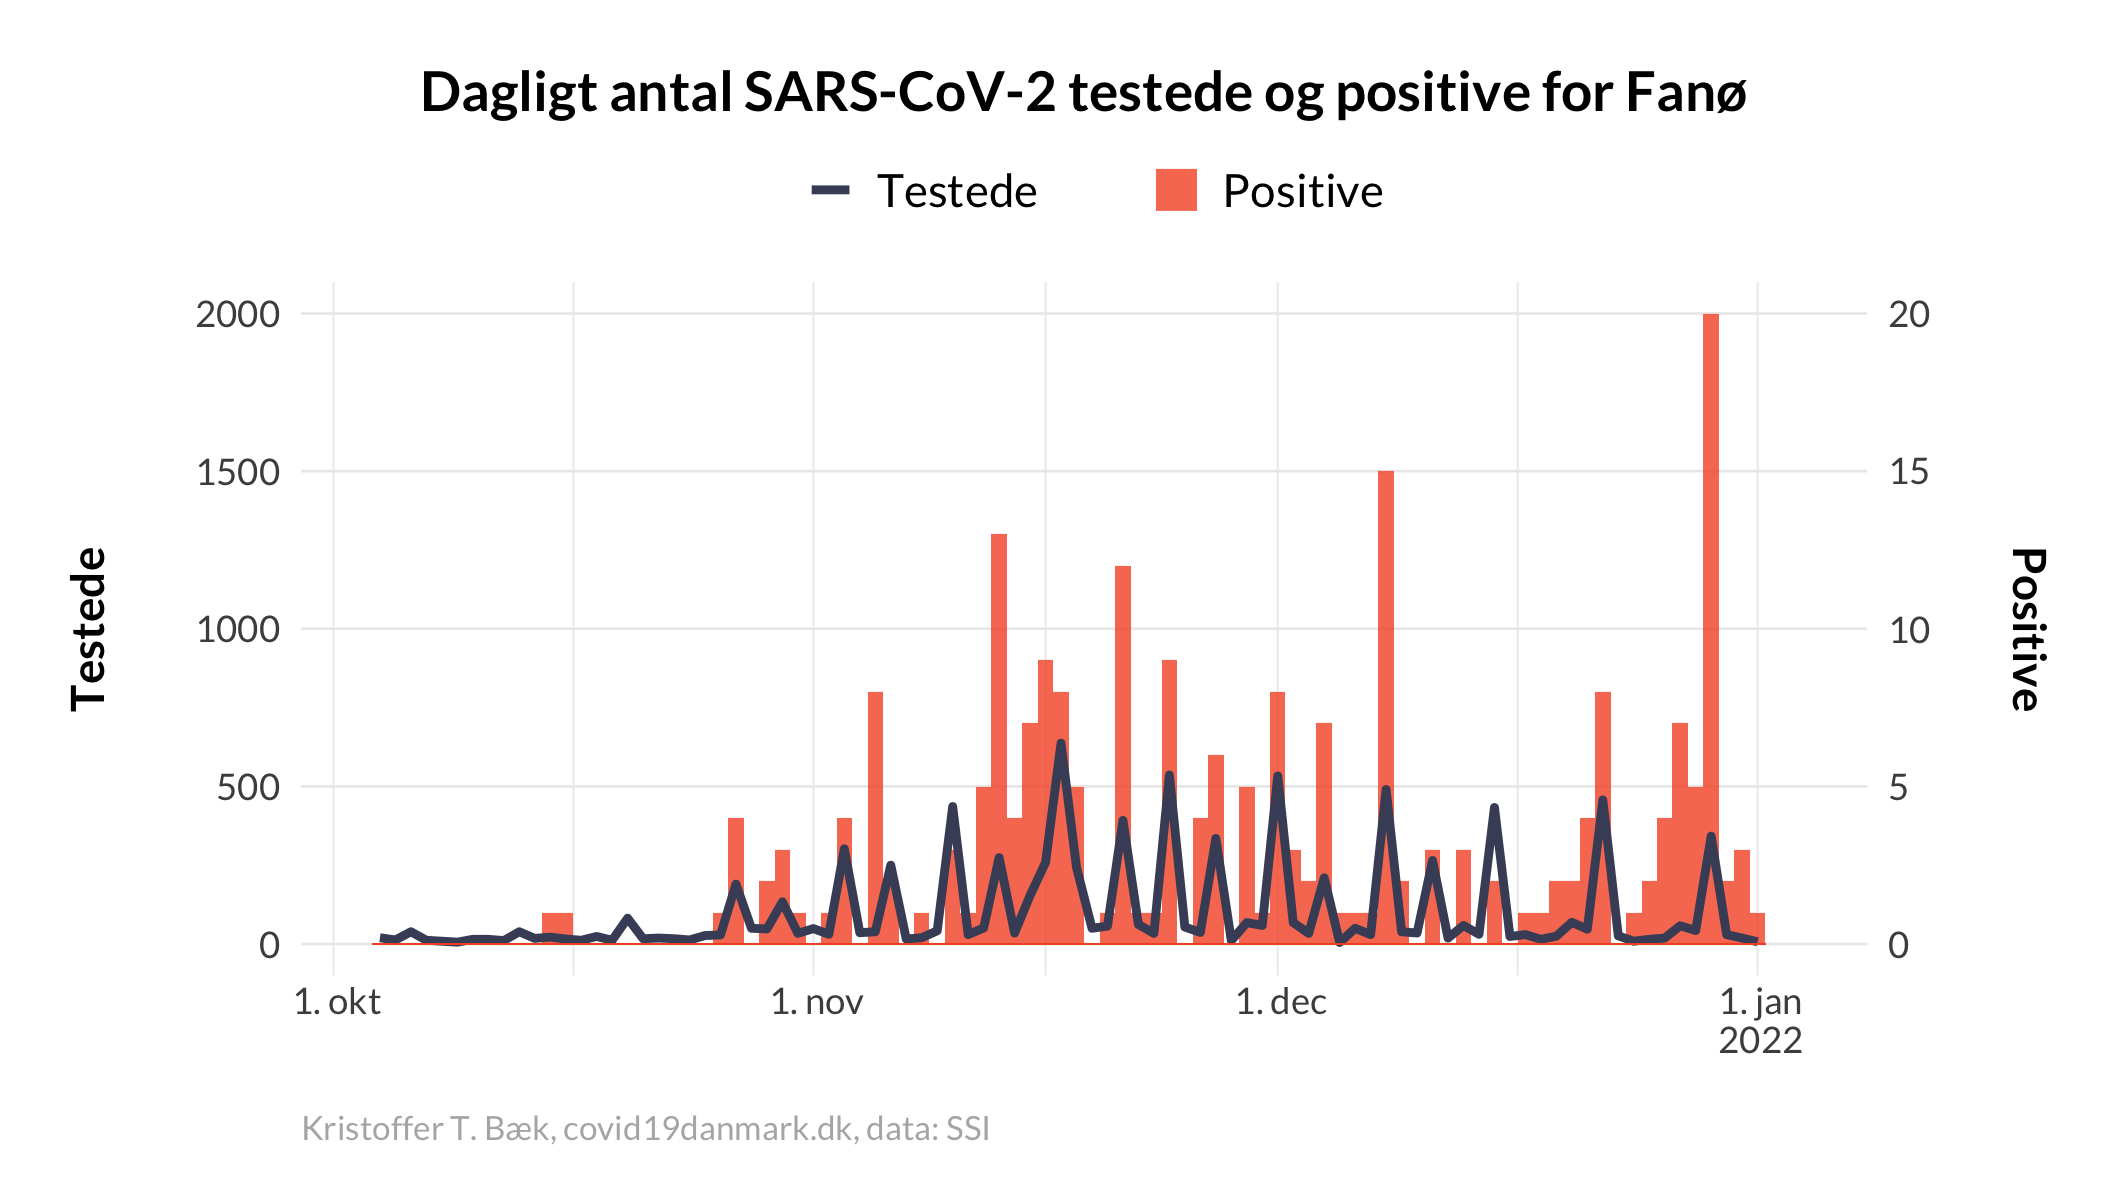 Dagligt antal SARS-CoV-2 testede og positive for Fanø
Testede Positive
2000 20
1500 15
1000 10
500 5
0 0
Testede
Positive
1. okt 1. nov 1. dec 1. jan
2022
Kristoffer T. Bæk, covid19danmark.dk, data: SSI